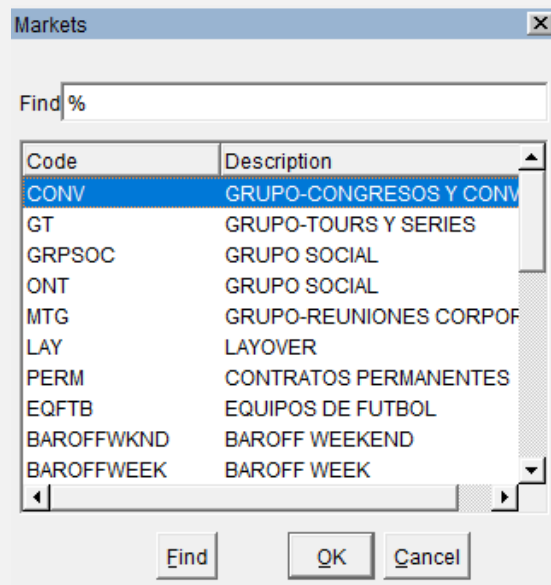 Markets
Find %
Code Description
CONV GRUPO-CONGRESOS Y CONV
GT GRUPO-TOURS Y SERIES
GRPSOC GRUPO SOCIAL
ONT GRUPO SOCIAL
MTG GRUPO-REUNIONES CORPOR
LAY LAYOVER
PERM CONTRATOS PERMANENTES
EQFTB EQUIPOS DE FUTBOL
BAROFFWKND BAROFF WEEKEND
BAROFFWEEK BAROFF WEEK
Find OK Cancel